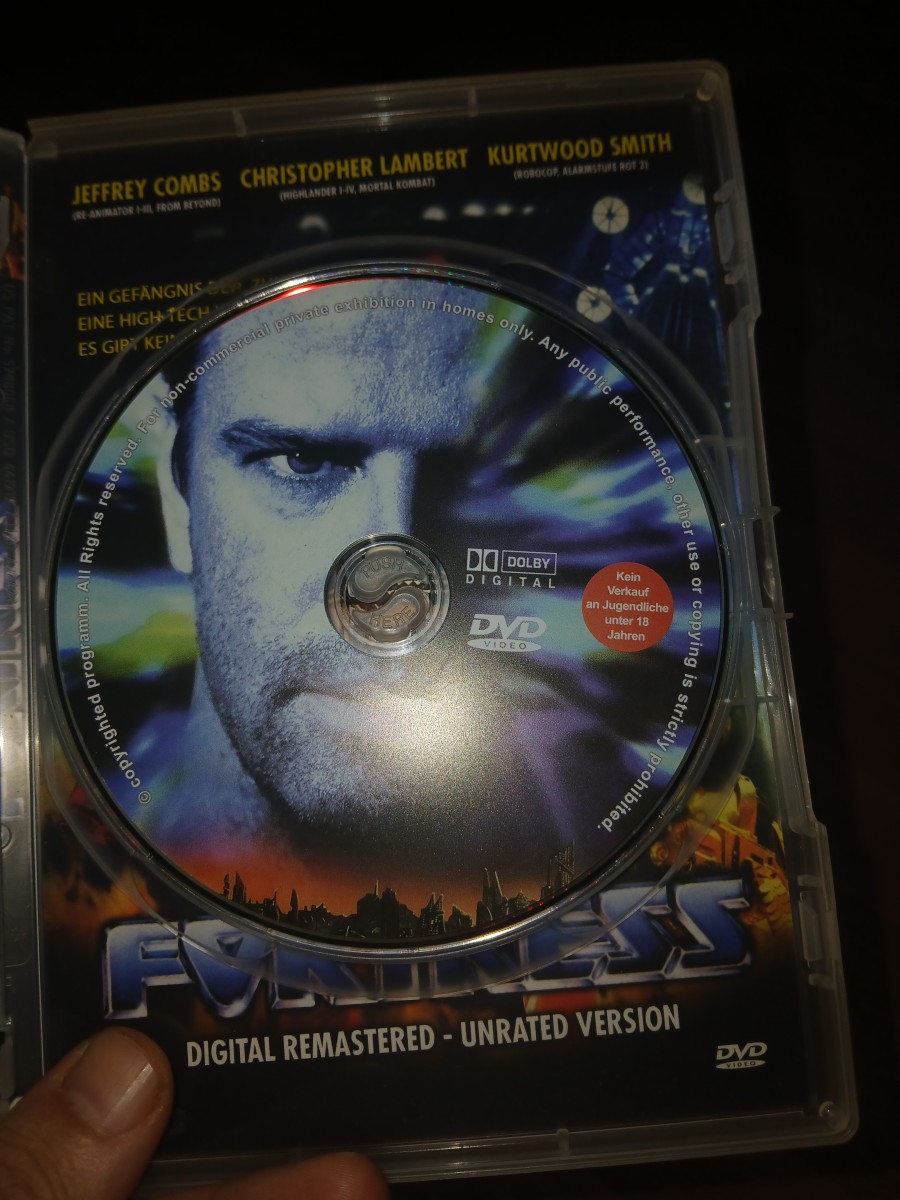 JEFFREY COMBS
(RE-ANIMATOR I-III, FROM BEYOND)
CHRISTOPHER LAMBERT
(HIGHLANDER I-IV, MORTAL KOMBAT)
KURTWOOD SMITH
(ROBOCOP, ALARMSTUFE ROT 2)
EIN GEFÄNGNIS DER
EINE HIGH-TECH
ES GIBT
© copyrighted programm. All Rights reserved. For non-commercial private exhibition in homes only. Any public performance, other use or copying is strictly prohibited.
PUSH
HERE
DOLBY
DIGITAL
DVD
VIDEO
Kein
Verkauf
an Jugendliche
unter 18
Jahren
FORTRESS
DIGITAL REMASTERED - UNRATED VERSION
DVD
VIDEO